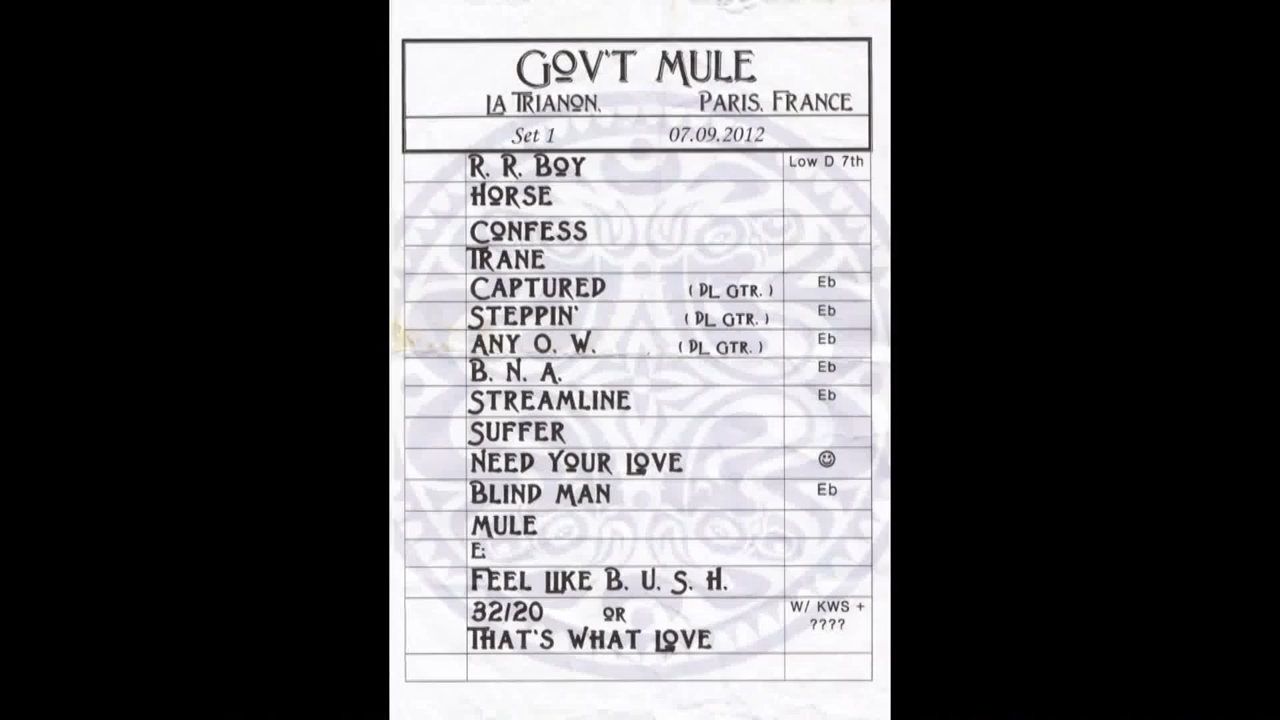 GOV'T MULE
LA TRIANON. PARIS. FRANCE
Set 1 07.09.2012
R. R. BOY Low D 7th
HORSE
CONFESS
TRANE
CAPTURED ( DL GTR. ) Eb
STEPPIN' ( DL GTR. ) Eb
ANY O. W. ( DL GTR. ) Eb
B. N. A. Eb
STREAMLINE Eb
SUFFER
NEED YOUR LOVE ☺
BLIND MAN Eb
MULE
E:
FEEL LIKE B. U. S. H.
32/20 OR W/ KWS +
????
THAT'S WHAT LOVE